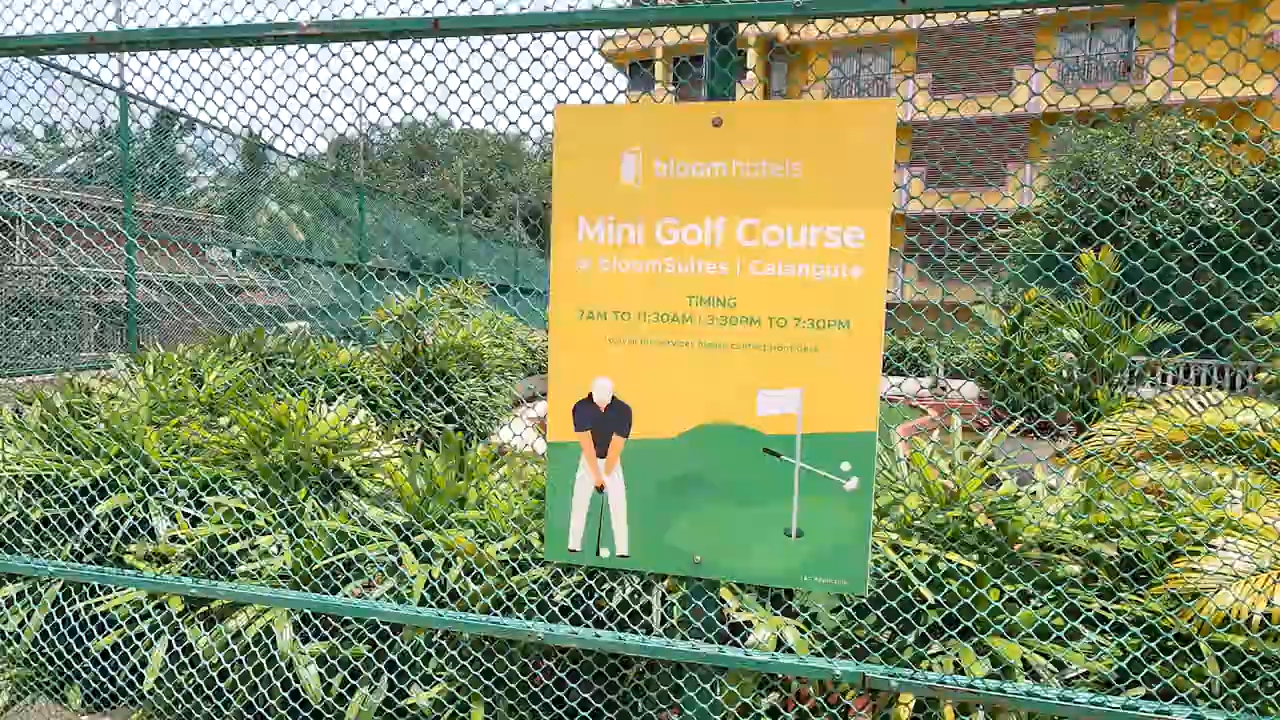 bloomhotels
Mini Golf Course
@ bloomSuites | Calangute
TIMING
7AM TO 11:30AM | 3:30PM TO 7:30PM